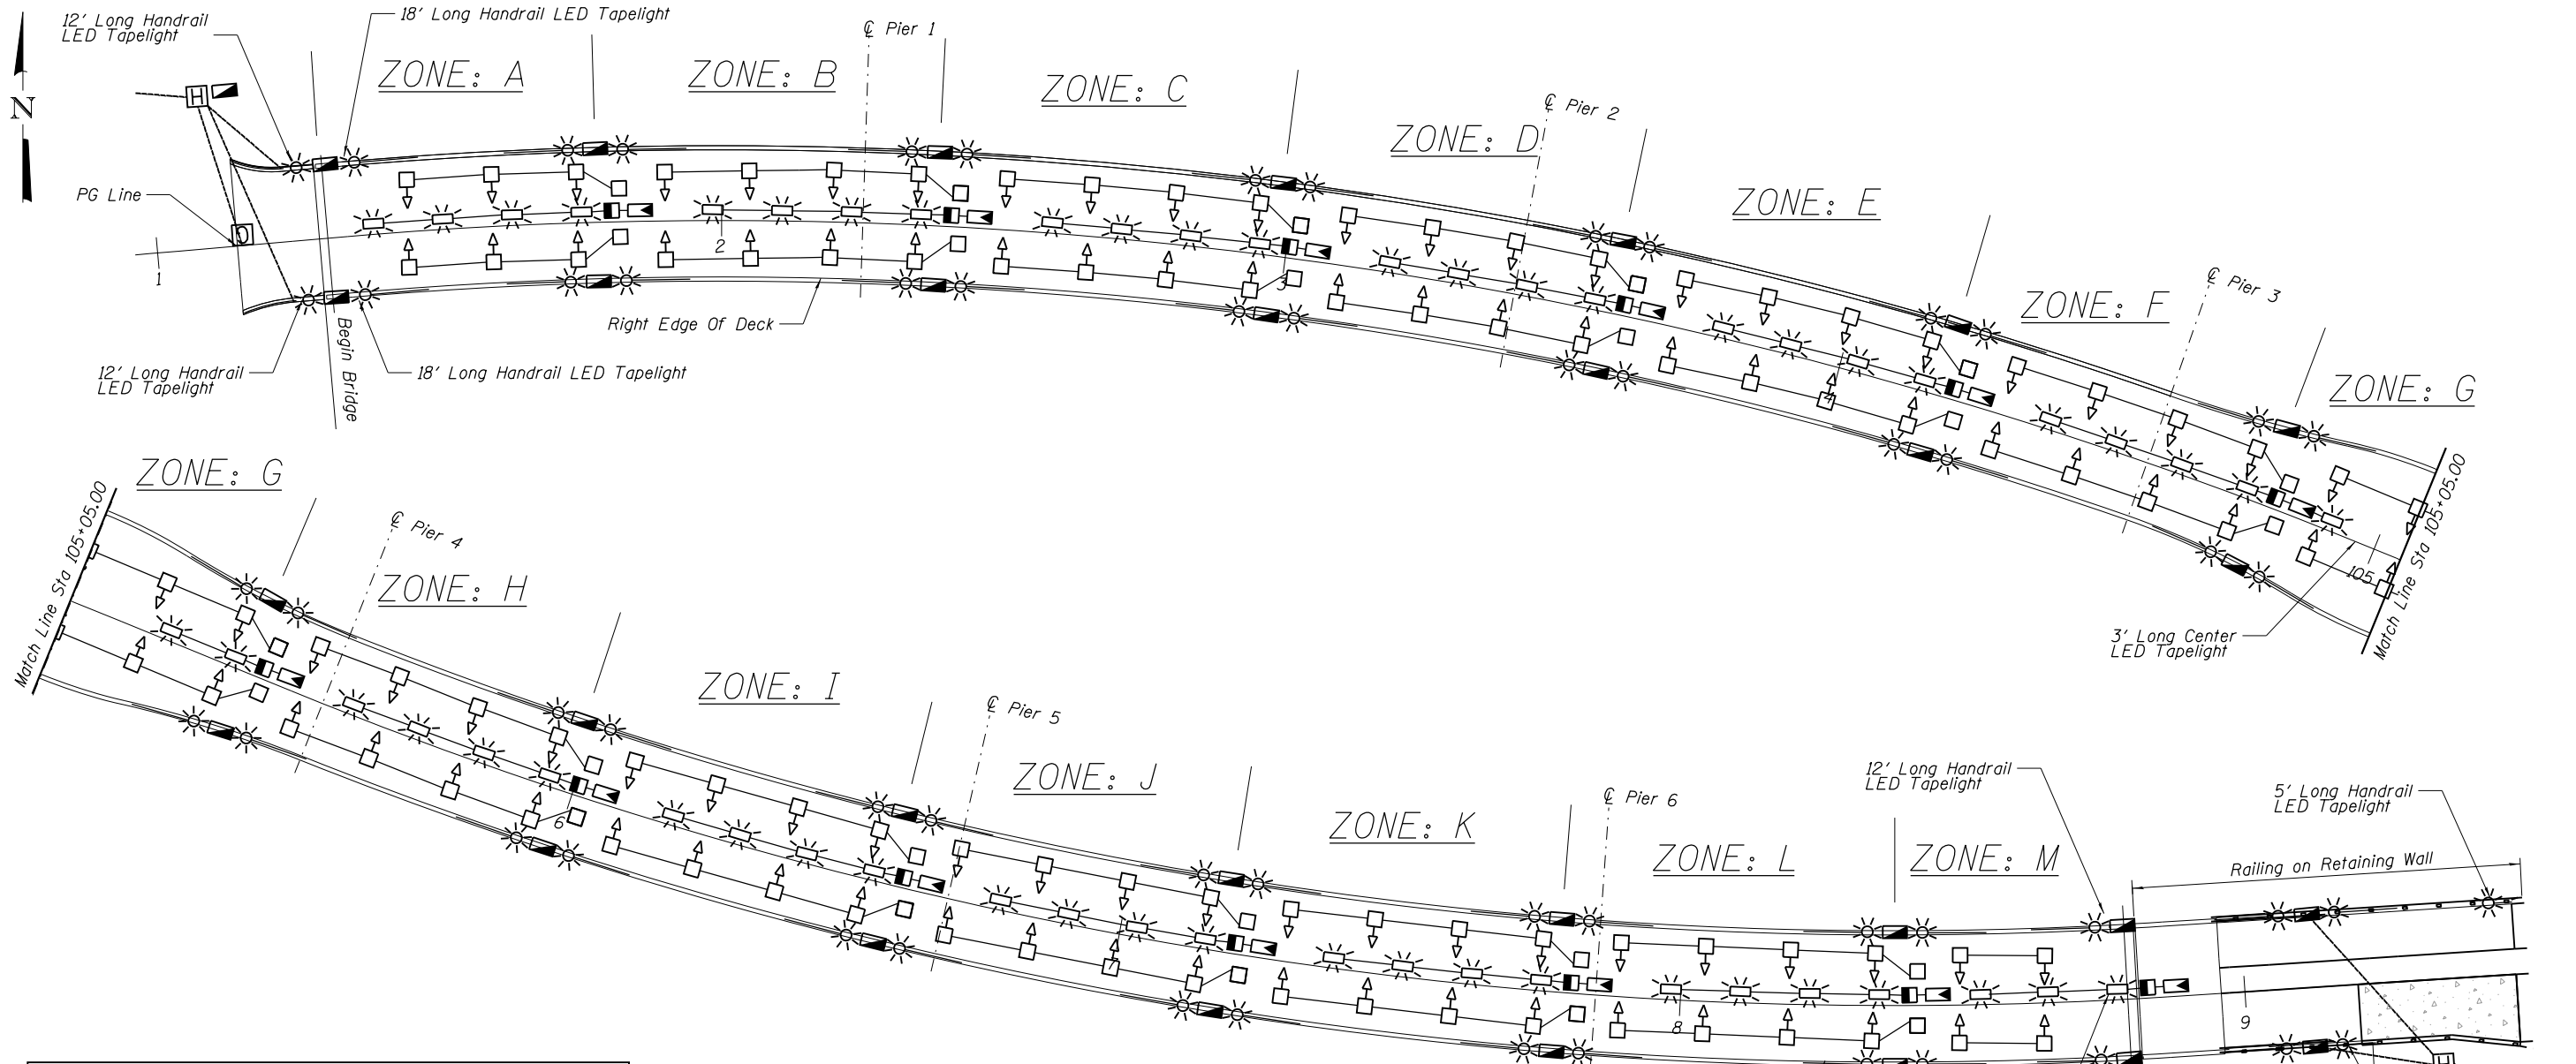 12' Long Handrail
LED Tapelight
18' Long Handrail LED Tapelight
℄ Pier 1
ZONE: A
ZONE: B
ZONE: C
N
H
℄ Pier 2
ZONE: D
PG Line
ZONE: E
1
2
3
4
℄ Pier 3
ZONE: F
Right Edge Of Deck
Begin Bridge
12' Long Handrail
LED Tapelight
18' Long Handrail LED Tapelight
ZONE: G
105
Match Line Sta 105+05.00
3' Long Center
LED Tapelight
ZONE: G
Match Line Sta 105+05.00
℄ Pier 4
ZONE: H
ZONE: I
6
℄ Pier 5
ZONE: J
7
ZONE: K
℄ Pier 6
ZONE: L
8
12' Long Handrail
LED Tapelight
ZONE: M
5' Long Handrail
LED Tapelight
Railing on Retaining Wall
9
H